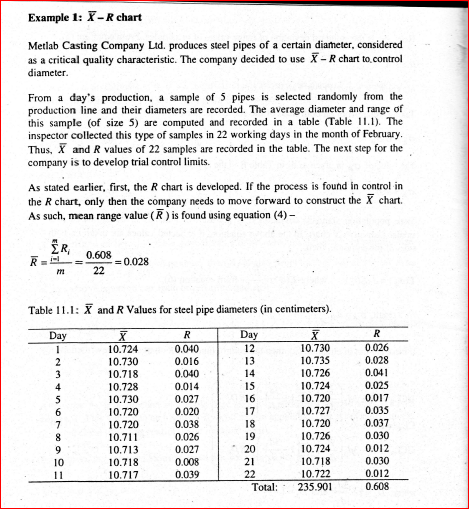 Example 1: X̄ – R chart
Metlab Casting Company Ltd. produces steel pipes of a certain diameter, considered
as a critical quality characteristic. The company decided to use X̄ – R chart to control
diameter.
From a day's production, a sample of 5 pipes is selected randomly from the
production line and their diameters are recorded. The average diameter and range of
this sample (of size 5) are computed and recorded in a table (Table 11.1). The
inspector collected this type of samples in 22 working days in the month of February.
Thus, X̄ and R values of 22 samples are recorded in the table. The next step for the
company is to develop trial control limits.
As stated earlier, first, the R chart is developed. If the process is found in control in
the R chart, only then the company needs to move forward to construct the X̄ chart.
As such, mean range value (R̄) is found using equation (4) –
R̄ = m Σ i=1 Rᵢ / m = 0.608 / 22 = 0.028
Table 11.1: X̄ and R Values for steel pipe diameters (in centimeters).
Day X̄ R Day X̄ R
1 10.724 0.040 12 10.730 0.026
2 10.730 0.016 13 10.735 0.028
3 10.718 0.040 14 10.726 0.041
4 10.728 0.014 15 10.724 0.025
5 10.730 0.027 16 10.720 0.017
6 10.720 0.020 17 10.727 0.035
7 10.720 0.038 18 10.720 0.037
8 10.711 0.026 19 10.726 0.030
9 10.713 0.027 20 10.724 0.012
10 10.718 0.008 21 10.718 0.030
11 10.717 0.039 22 10.722 0.012
Total: 235.901 0.608